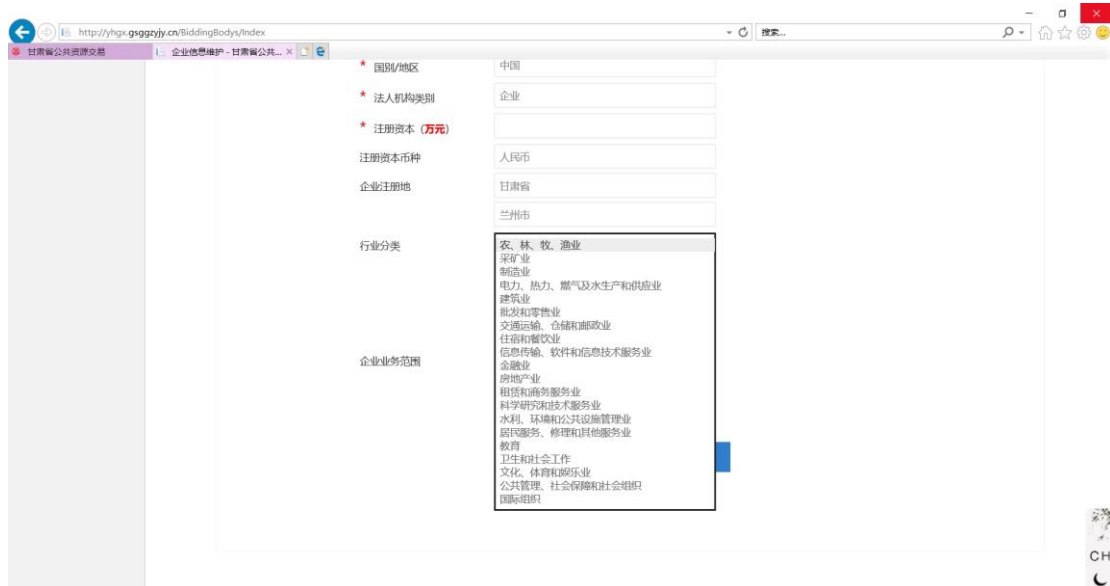 http://yhgx.gsggzyjy.cn/BiddingBodys/Index
搜索...
甘肃省公共资源交易
企业信息维护 - 甘肃省公共...
* 国别/地区 中国
* 法人机构类别 企业
* 注册资本 (万元)
注册资本币种 人民币
企业注册地 甘肃省
兰州市
行业分类 农、林、牧、渔业
采矿业
制造业
电力、热力、燃气及水生产和供应业
建筑业
批发和零售业
交通运输、仓储和邮政业
住宿和餐饮业
信息传输、软件和信息技术服务业
企业业务范围
金融业
房地产业
租赁和商务服务业
科学研究和技术服务业
水利、环境和公共设施管理业
居民服务、修理和其他服务业
教育
卫生和社会工作
文化、体育和娱乐业
公共管理、社会保障和社会组织
国际组织
CH